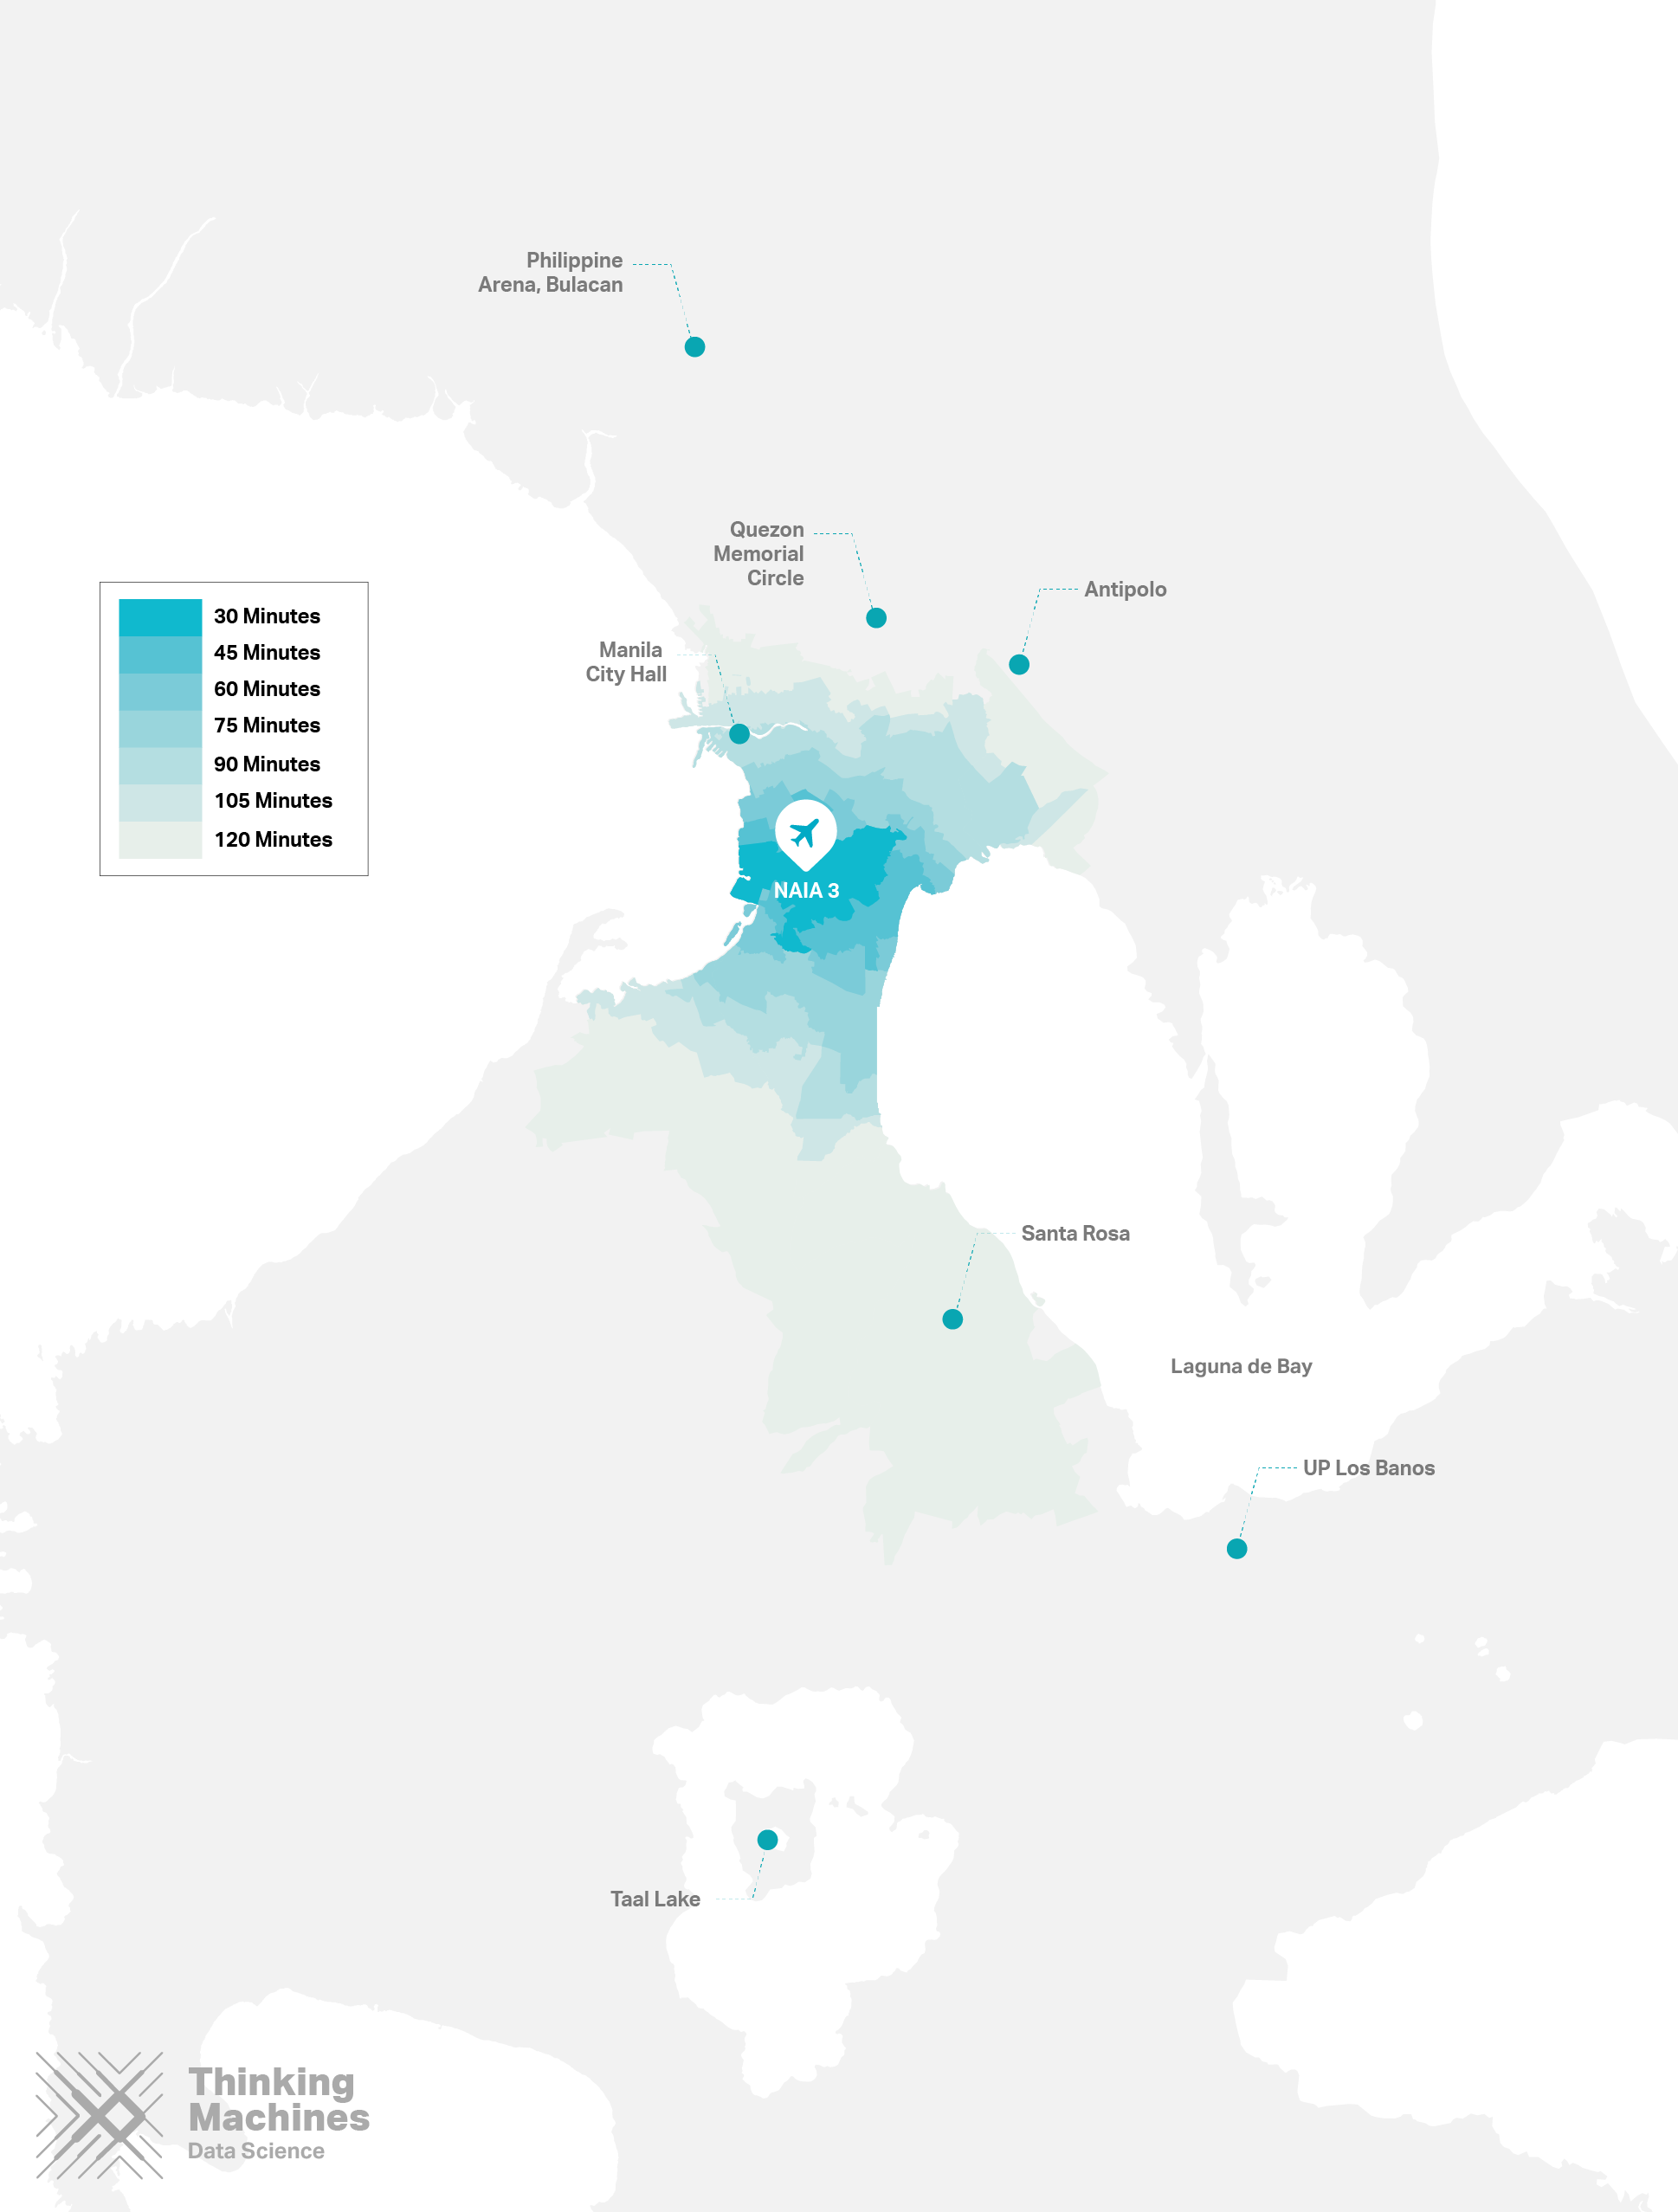 Philippine
Arena, Bulacan
Quezon
Memorial
Circle
Antipolo
Manila
City Hall
30 Minutes
45 Minutes
60 Minutes
75 Minutes
90 Minutes
105 Minutes
120 Minutes
NAIA 3
Santa Rosa
Laguna de Bay
UP Los Banos
Taal Lake
Thinking
Machines
Data Science